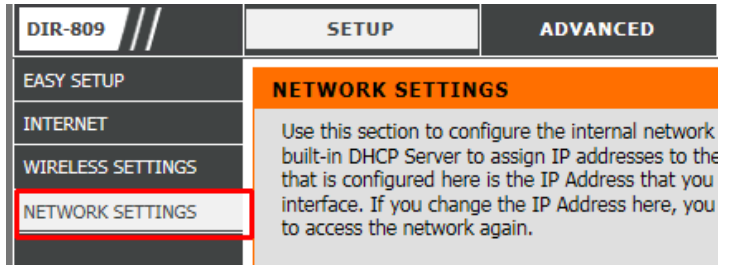 DIR-809
SETUP
ADVANCED
EASY SETUP
INTERNET
WIRELESS SETTINGS
NETWORK SETTINGS
NETWORK SETTINGS
Use this section to configure the internal network
built-in DHCP Server to assign IP addresses to the
that is configured here is the IP Address that you
interface. If you change the IP Address here, you
to access the network again.